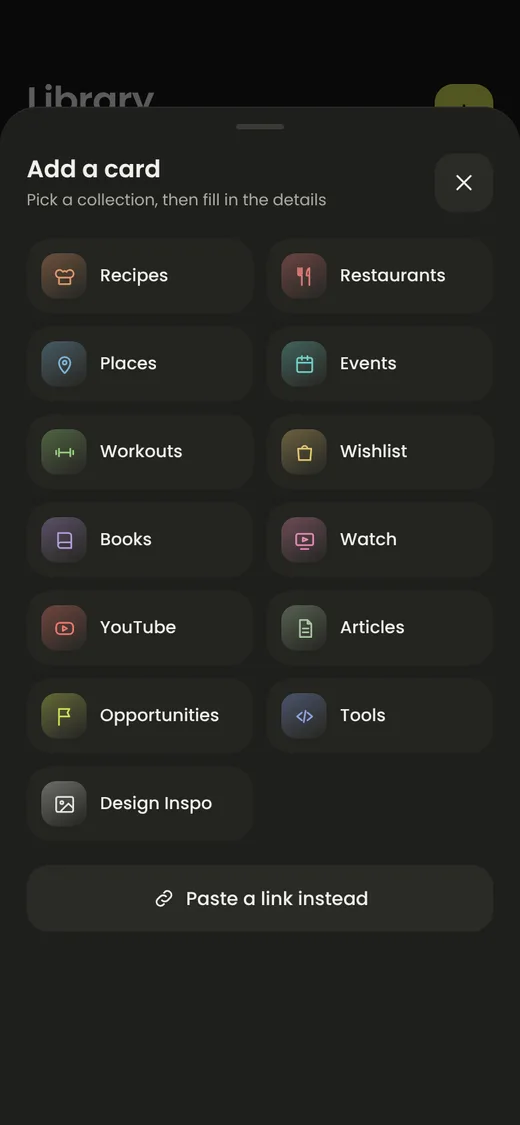 Library
Add a card
Pick a collection, then fill in the details
Recipes
Restaurants
Places
Events
Workouts
Wishlist
Books
Watch
YouTube
Articles
Opportunities
Tools
Design Inspo
Paste a link instead